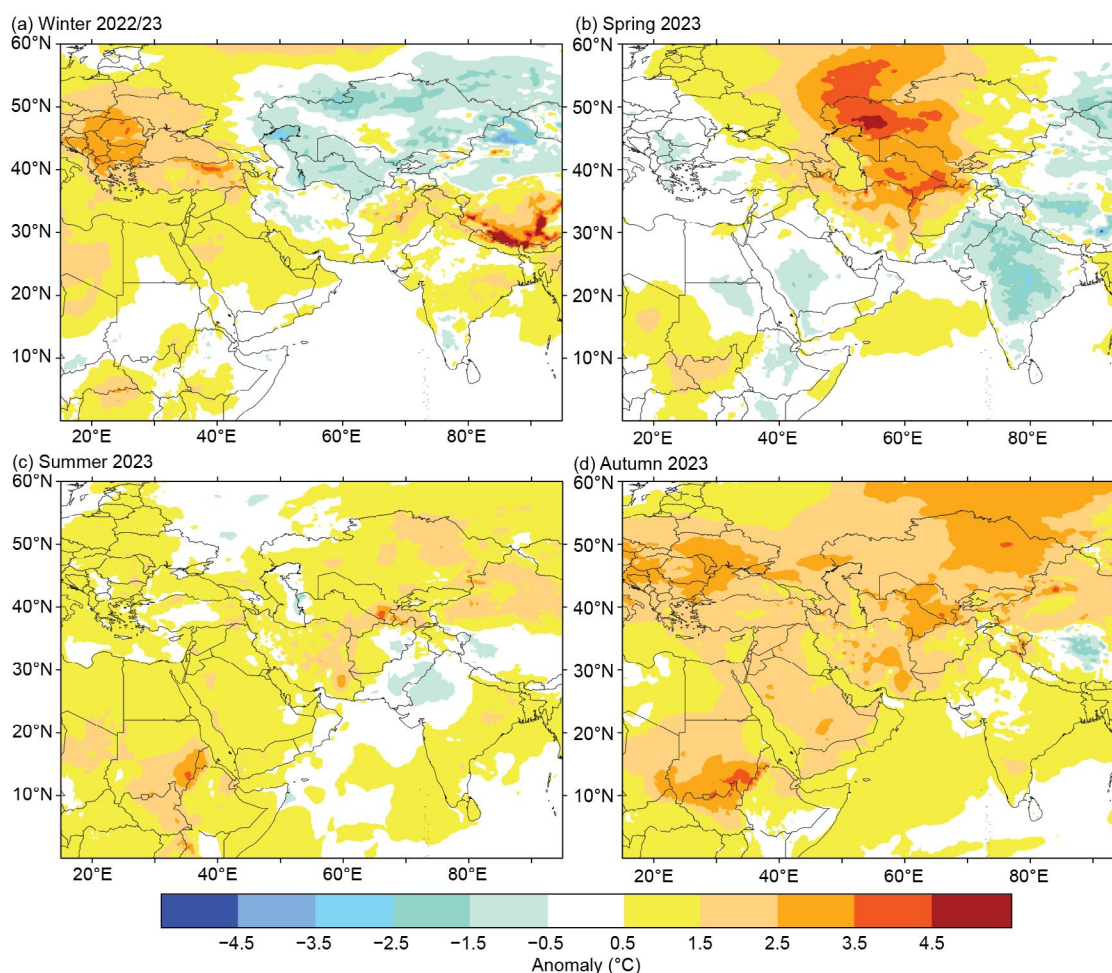 (a) Winter 2022/23
(b) Spring 2023
60°N
60°N
50°N
50°N
40°N
40°N
30°N
30°N
20°N
20°N
10°N
10°N
20°E 40°E 60°E 80°E
20°E 40°E 60°E 80°E
(c) Summer 2023
(d) Autumn 2023
60°N
60°N
50°N
50°N
40°N
40°N
30°N
30°N
20°N
20°N
10°N
10°N
20°E 40°E 60°E 80°E
20°E 40°E 60°E 80°E
−4.5 −3.5 −2.5 −1.5 −0.5 0.5 1.5 2.5 3.5 4.5
Anomaly (°C)